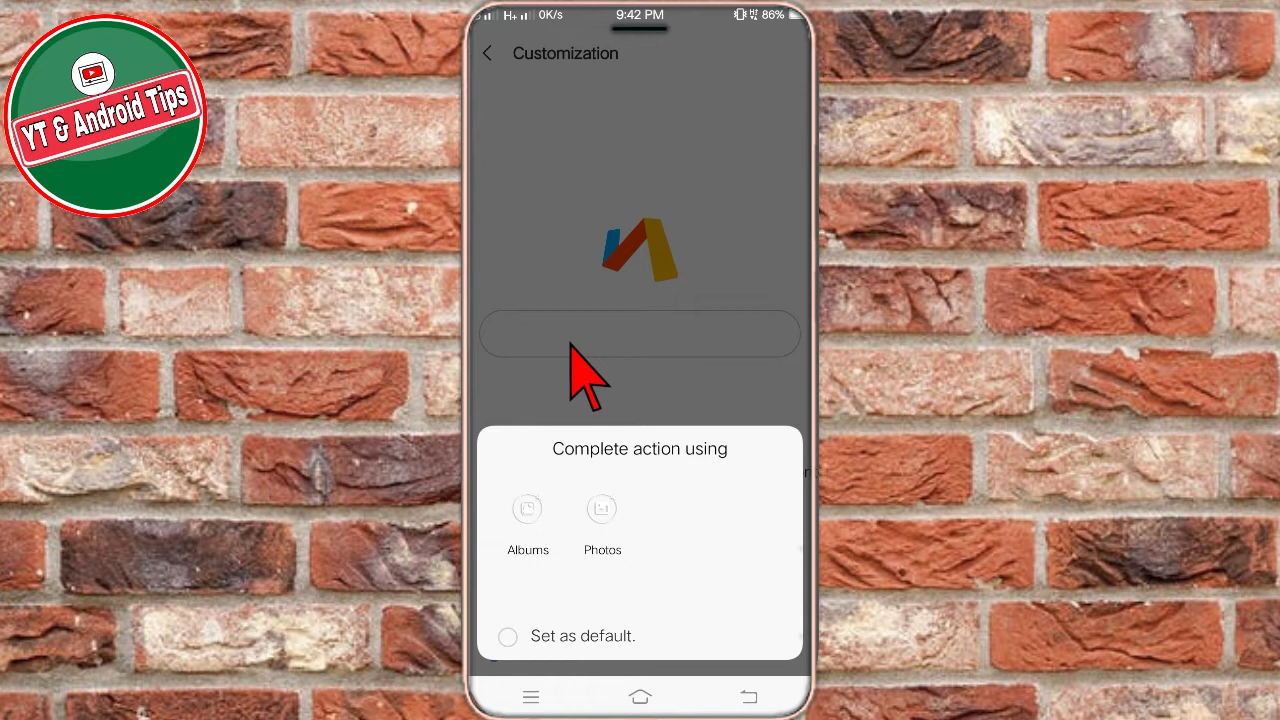 YT & Android Tips
H+ 0K/s 9:42 PM 86%
Customization
Complete action using
Albums Photos
Set as default.